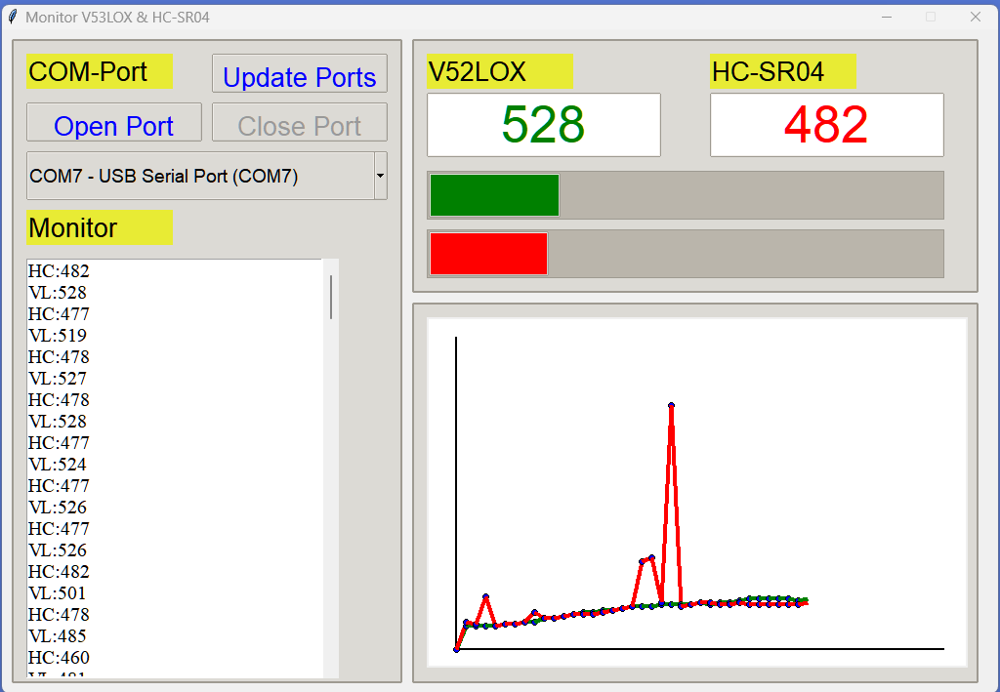 Monitor V53LOX & HC-SR04
COM-Port
Update Ports
Open Port
Close Port
COM7 - USB Serial Port (COM7)
Monitor
HC:482
VL:528
HC:477
VL:519
HC:478
VL:527
HC:478
VL:528
HC:477
VL:524
HC:477
VL:526
HC:477
VL:526
HC:482
VL:501
HC:478
VL:485
HC:460
VL:481
V52LOX
HC-SR04
528
482